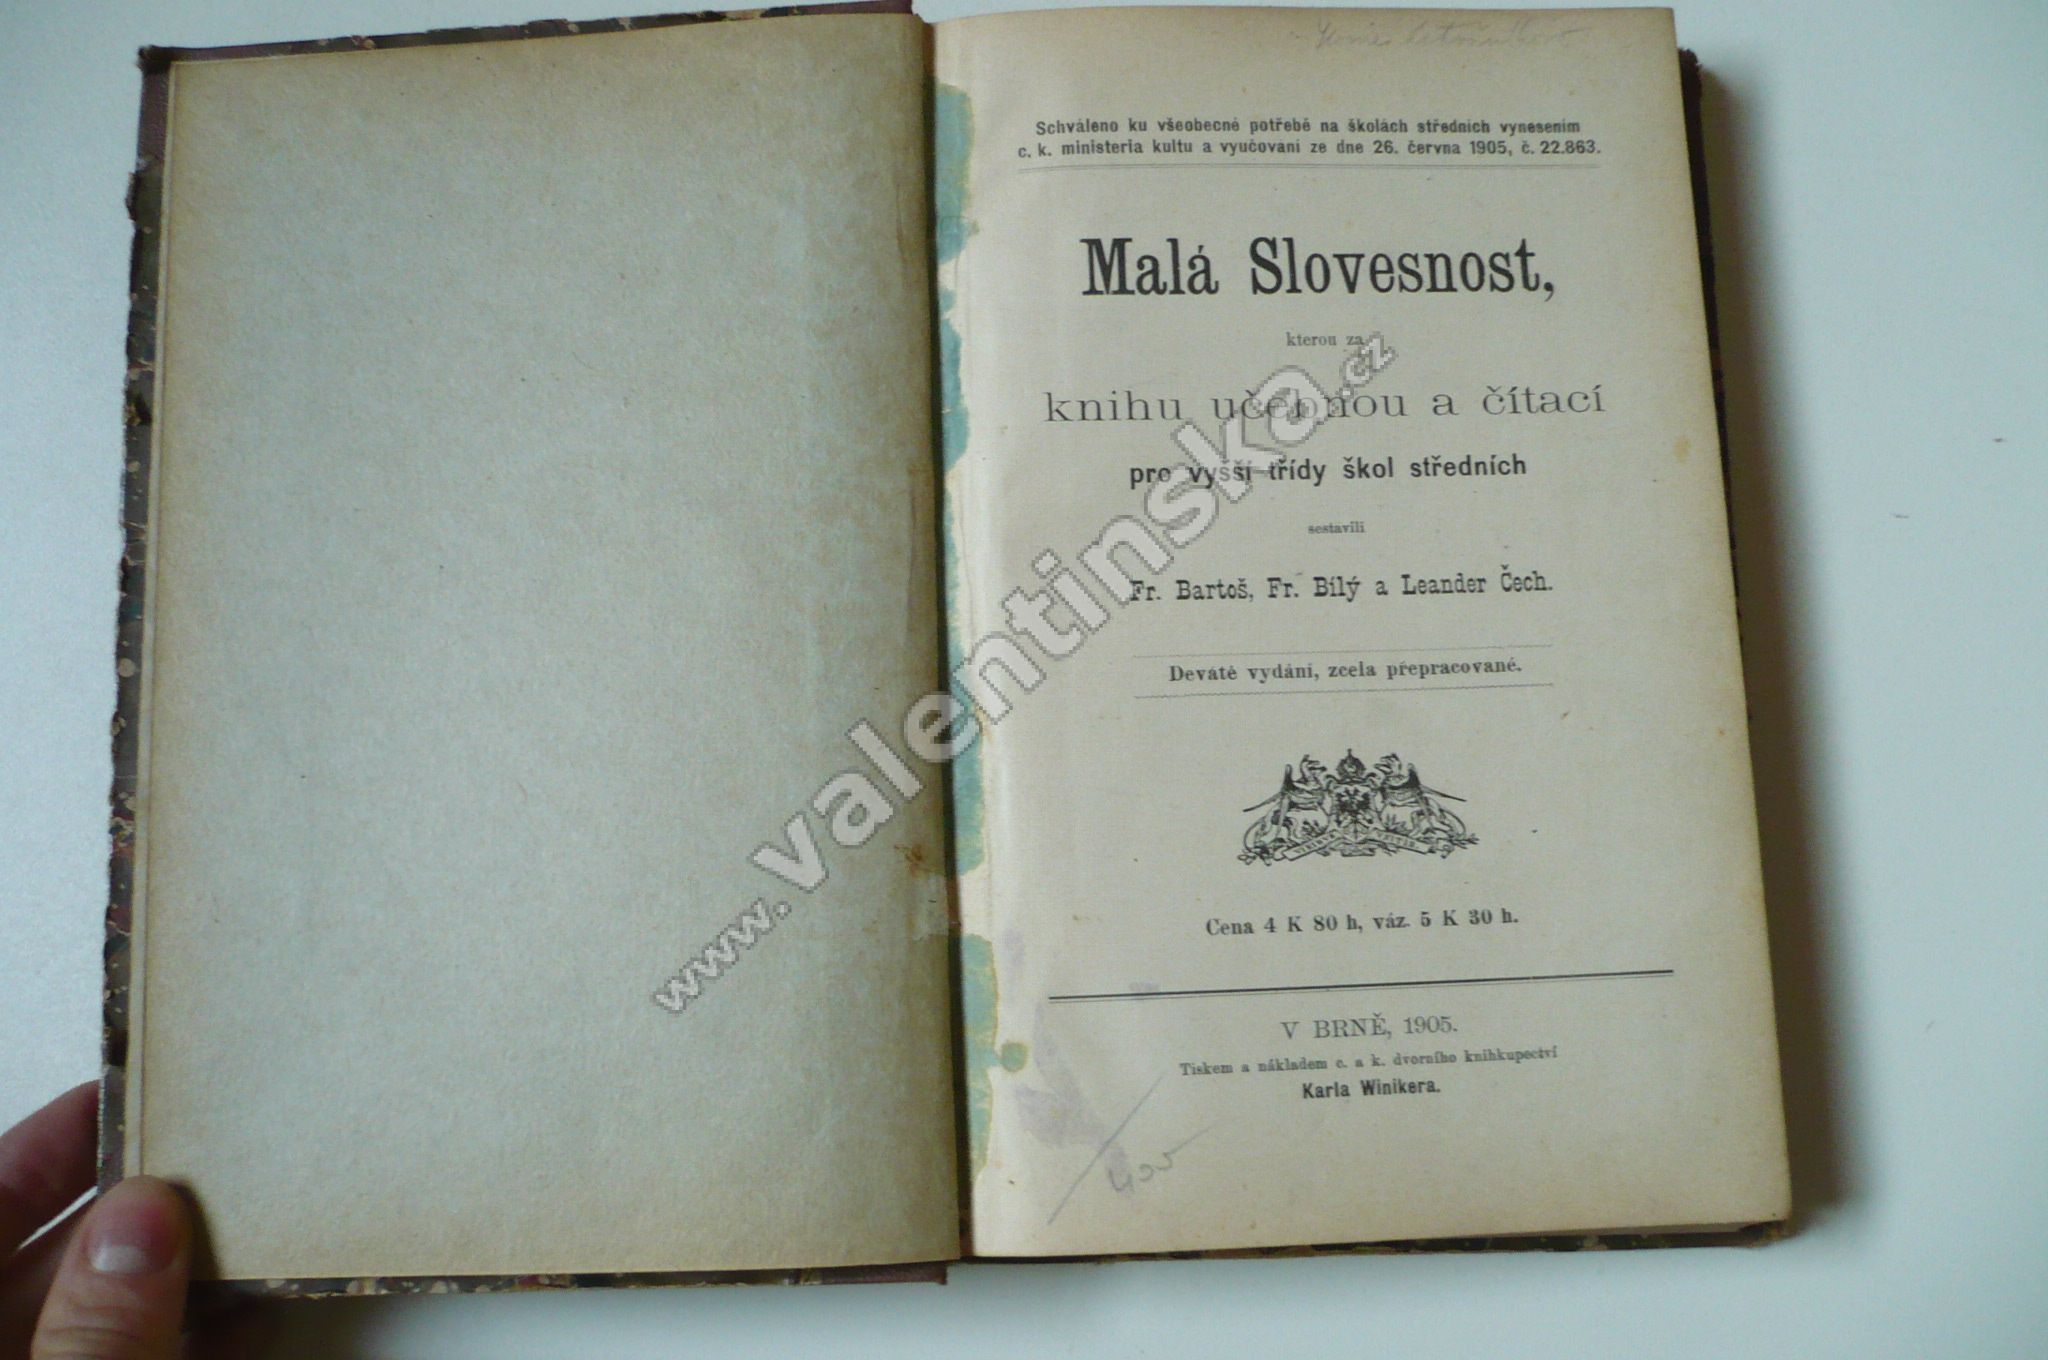 Schváleno ku všeobecné potřebě na školách středních vynesením
c. k. ministeria kultu a vyučování ze dne 26. června 1905, č. 22.863.
Malá Slovesnost,
kterou za
knihu učebnou a čítací
pro vyšší třídy škol středních
sestavili
Fr. Bartoš, Fr. Bílý a Leander Čech.
Deváté vydání, zcela přepracované.
VIRIBUS UNITIS
Cena 4 K 80 h, váz. 5 K 30 h.
V BRNĚ, 1905.
Tiskem a nákladem c. a k. dvorního knihkupectví
Karla Winikera.
www.valentinska.cz